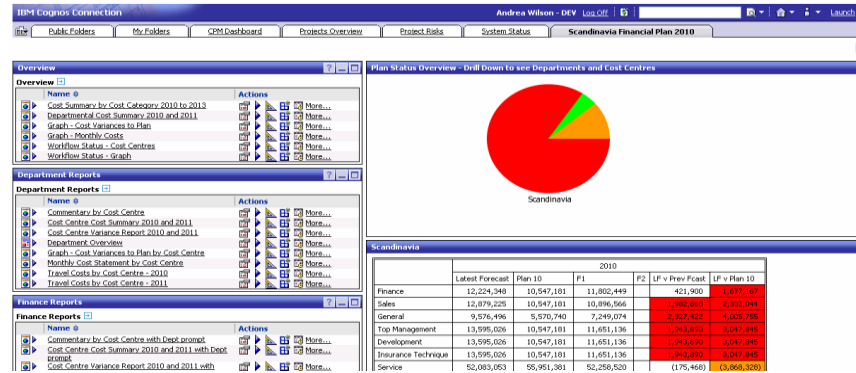 IBM Cognos Connection
Andrea Wilson - DEV Log Off
Launch
Public Folders My Folders CPM Dashboard Projects Overview Project Risks System Status Scandinavia Financial Plan 2010
Overview
Overview
Name Actions
Cost Summary by Cost Category 2010 to 2013 More...
Departmental Cost Summary 2010 and 2011 More...
Graph - Cost Variances to Plan More...
Graph - Monthly Costs More...
Workflow Status - Cost Centres More...
Workflow Status - Graph More...
Department Reports
Department Reports
Name Actions
Commentary by Cost Centre More...
Cost Centre Cost Summary 2010 and 2011 More...
Cost Centre Variance Report 2010 and 2011 More...
Department Overview More...
Graph - Cost Variances to Plan by Cost Centre More...
Monthly Cost Statement by Cost Centre More...
Travel Costs by Cost Centre - 2010 More...
Travel Costs by Cost Centre - 2011 More...
Finance Reports
Finance Reports
Name Actions
Commentary by Cost Centre with Dept prompt More...
Cost Centre Cost Summary 2010 and 2011 with Dept More...
prompt
Cost Centre Variance Report 2010 and 2011 with More...
Plan Status Overview - Drill Down to see Departments and Cost Centres
Scandinavia
Scandinavia
2010
Latest Forecast Plan 10 F1 F2 LF v Prev Fcast LF v Plan 10
Finance 12,224,348 10,547,181 11,802,449 421,900 1,677,167
Sales 12,879,225 10,547,181 10,896,566 1,982,660 2,332,044
General 9,576,496 5,570,740 7,249,074 2,327,422 4,005,755
Top Management 13,595,026 10,547,181 11,651,136 1,943,890 3,047,845
Development 13,595,026 10,547,181 11,651,136 1,943,890 3,047,845
Insurance Technique 13,595,026 10,547,181 11,651,136 1,943,890 3,047,845
Service 52,083,053 55,951,381 52,258,520 (175,468) (3,868,328)